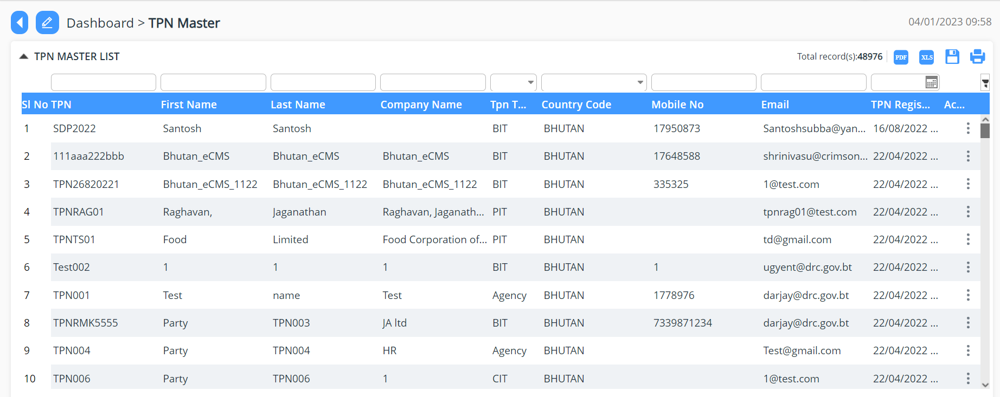 Dashboard > TPN Master 04/01/2023 09:58
TPN MASTER LIST Total record(s):48976 PDF XLS
Sl No TPN First Name Last Name Company Name Tpn T... Country Code Mobile No Email TPN Regis... Ac...
1 SDP2022 Santosh Santosh BIT BHUTAN 17950873 Santoshsubba@yan... 16/08/2022 ...
2 111aaa222bbb Bhutan_eCMS Bhutan_eCMS Bhutan_eCMS BIT BHUTAN 17648588 shrinivasu@crimson... 22/04/2022 ...
3 TPN26820221 Bhutan_eCMS_1122 Bhutan_eCMS_1122 Bhutan_eCMS_1122 BIT BHUTAN 335325 1@test.com 22/04/2022 ...
4 TPNRAG01 Raghavan, Jaganathan Raghavan, Jaganath... PIT BHUTAN tpnrag01@test.com 22/04/2022 ...
5 TPNTS01 Food Limited Food Corporation of... PIT BHUTAN td@gmail.com 22/04/2022 ...
6 Test002 1 1 1 BIT BHUTAN 1 ugyent@drc.gov.bt 22/04/2022 ...
7 TPN001 Test name Test Agency BHUTAN 1778976 darjay@drc.gov.bt 22/04/2022 ...
8 TPNRMK5555 Party TPN003 JA ltd BIT BHUTAN 7339871234 darjay@drc.gov.bt 22/04/2022 ...
9 TPN004 Party TPN004 HR Agency BHUTAN Test@gmail.com 22/04/2022 ...
10 TPN006 Party TPN006 1 CIT BHUTAN 1@test.com 22/04/2022 ...